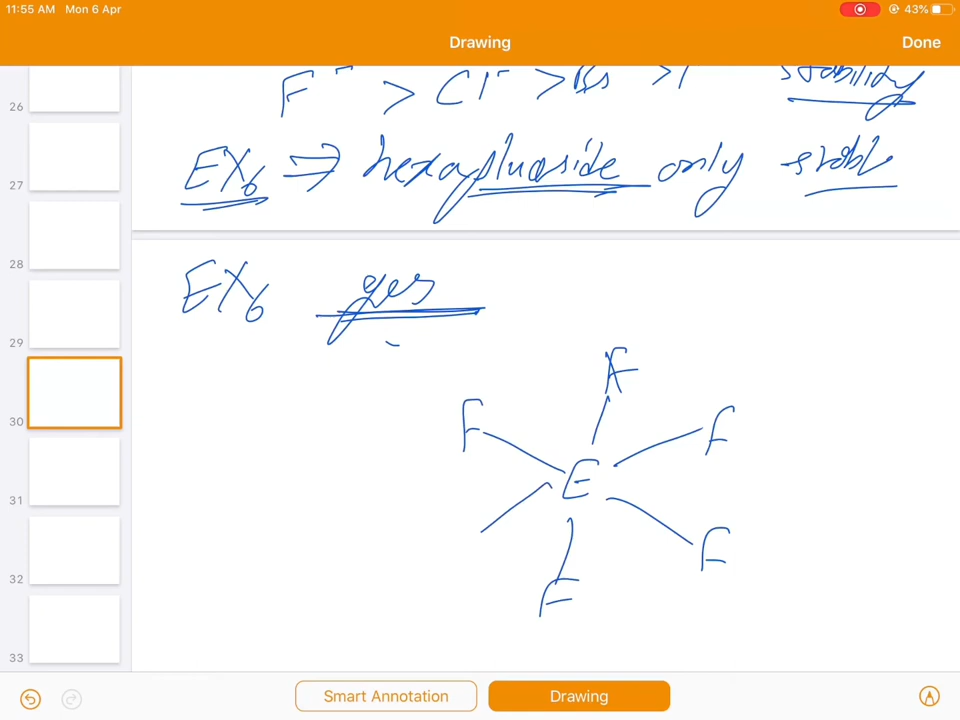 11:55 AM Mon 6 Apr 43%
Drawing Done
F⁻ > Cl⁻ > Br > I stability
EX₆ ⇒ hexafluoride only stable
EX₆ gas
F
F F
E
F
F
26
27
28
29
30
31
32
33
Smart Annotation Drawing